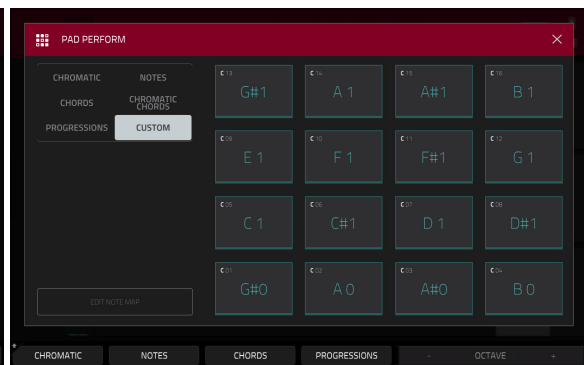 PAD PERFORM
CHROMATIC NOTES
CHORDS CHROMATIC CHORDS
PROGRESSIONS CUSTOM
C 13 C 14 C 15 C 16
G#1 A 1 A#1 B 1
C 09 C 10 C 11 C 12
E 1 F 1 F#1 G 1
C 05 C 06 C 07 C 08
C 1 C#1 D 1 D#1
C 01 C 02 C 03 C 04
G#0 A 0 A#0 B 0
EDIT NOTE MAP
CHROMATIC NOTES CHORDS PROGRESSIONS - OCTAVE +